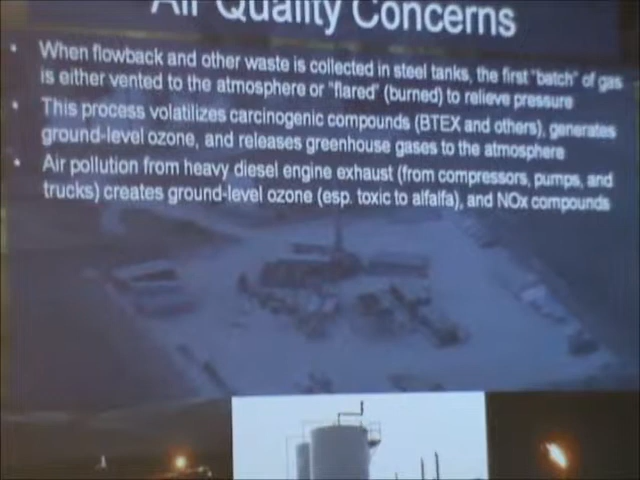 Air Quality Concerns
• When flowback and other waste is collected in steel tanks, the first "batch" of gas
is either vented to the atmosphere or "flared" (burned) to relieve pressure
• This process volatilizes carcinogenic compounds (BTEX and others), generates
ground-level ozone, and releases greenhouse gases to the atmosphere
• Air pollution from heavy diesel engine exhaust (from compressors, pumps, and
trucks) creates ground-level ozone (esp. toxic to alfalfa), and NOx compounds